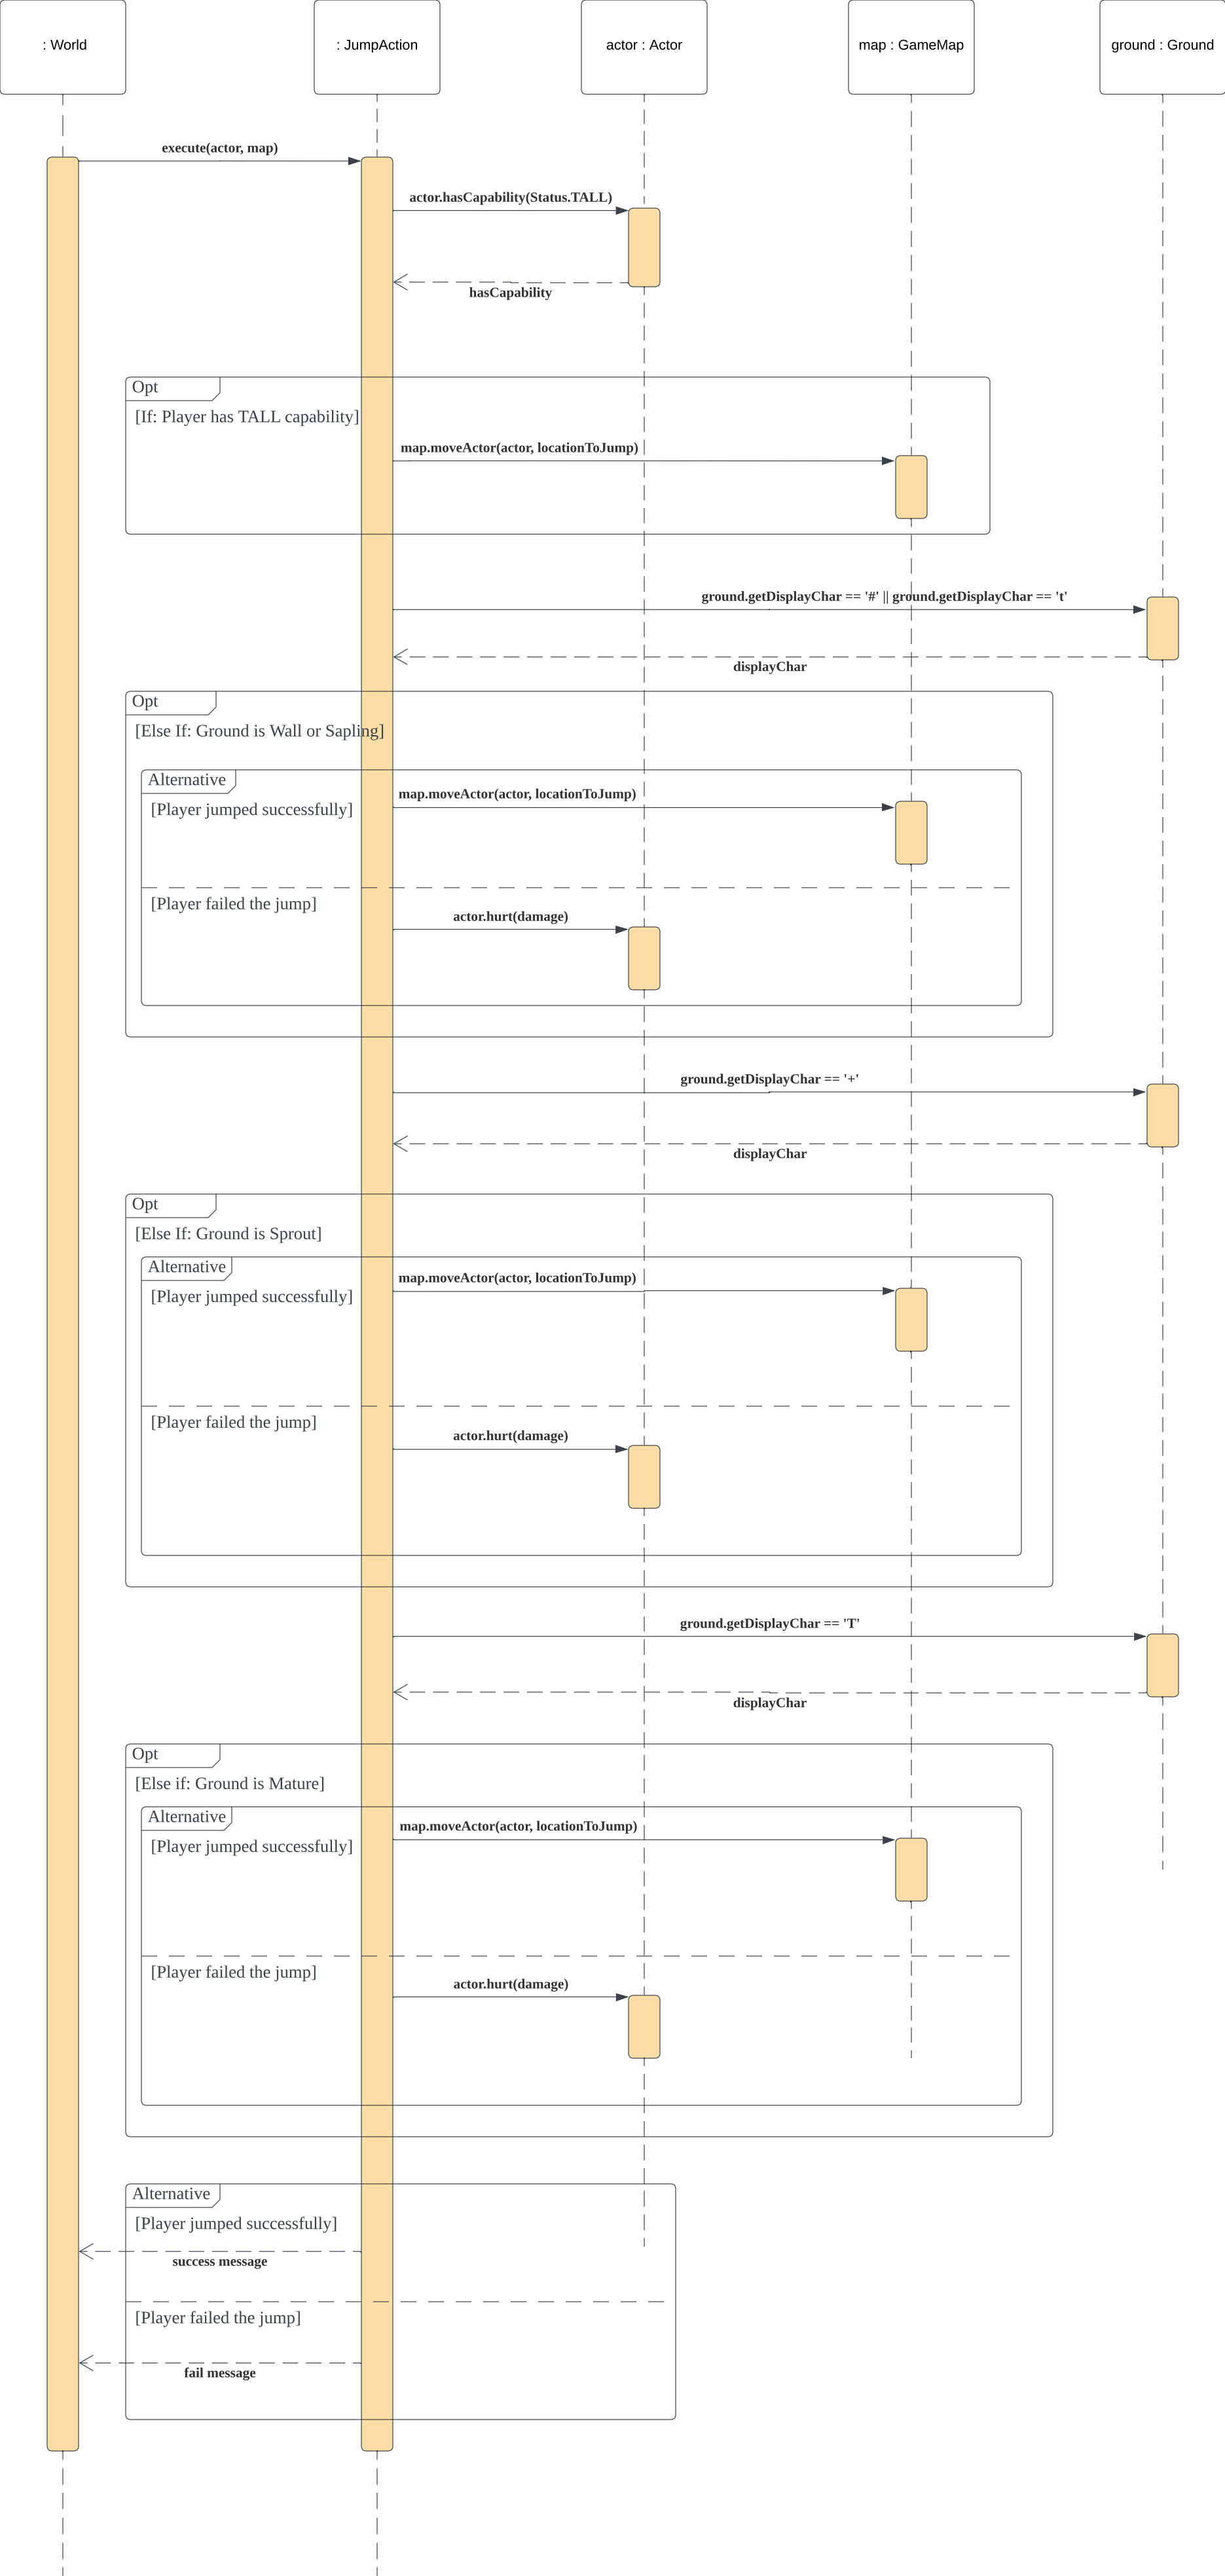 : World
: JumpAction
actor : Actor
map : GameMap
ground : Ground
execute(actor, map)
actor.hasCapability(Status.TALL)
hasCapability
Opt
[If: Player has TALL capability]
map.moveActor(actor, locationToJump)
ground.getDisplayChar == '#' || ground.getDisplayChar == 't'
displayChar
Opt
[Else If: Ground is Wall or Sapling]
Alternative
map.moveActor(actor, locationToJump)
[Player jumped successfully]
[Player failed the jump]
actor.hurt(damage)
ground.getDisplayChar == '+'
displayChar
Opt
[Else If: Ground is Sprout]
Alternative
map.moveActor(actor, locationToJump)
[Player jumped successfully]
[Player failed the jump]
actor.hurt(damage)
ground.getDisplayChar == 'T'
displayChar
Opt
[Else if: Ground is Mature]
Alternative
map.moveActor(actor, locationToJump)
[Player jumped successfully]
[Player failed the jump]
actor.hurt(damage)
Alternative
[Player jumped successfully]
success message
[Player failed the jump]
fail message